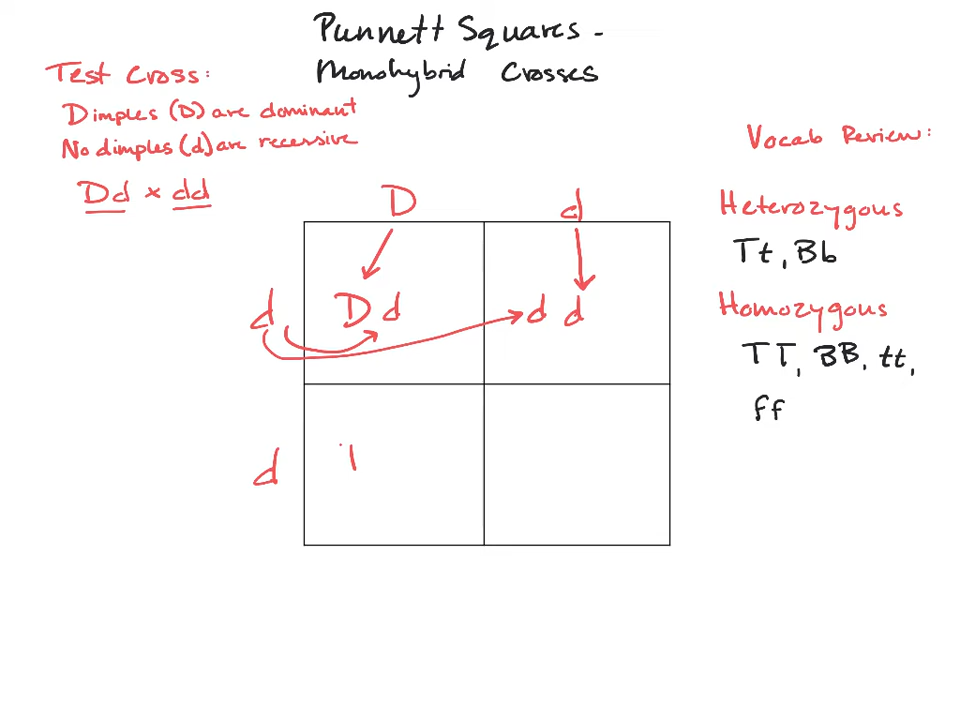 Punnett Squares -
Monohybrid Crosses
Test Cross:
Dimples (D) are dominant
No dimples (d) are recessive
Dd x dd
Vocab Review:
Heterozygous
Tt, Bb
Homozygous
TT, BB, tt,
ff
D d
d Dd dd
d